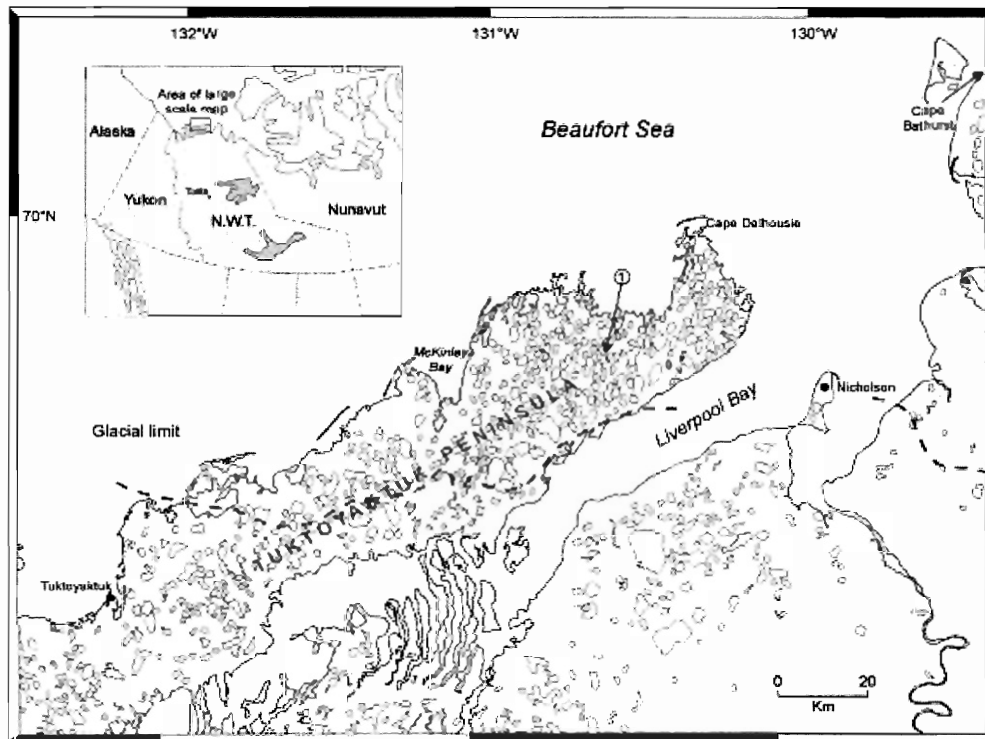 132°W
131°W
130°W
Area of large
scale map
Alaska
Yukon
N.W.T.
Nunavut
Beaufort Sea
Cape
Bathurst
70°N
Cape Dalhousie
1
McKinley
Bay
Nicholson
Liverpool Bay
Glacial limit
TUKTOYAKTUK PENINSULA
Tuktoyaktuk
0 20
Km